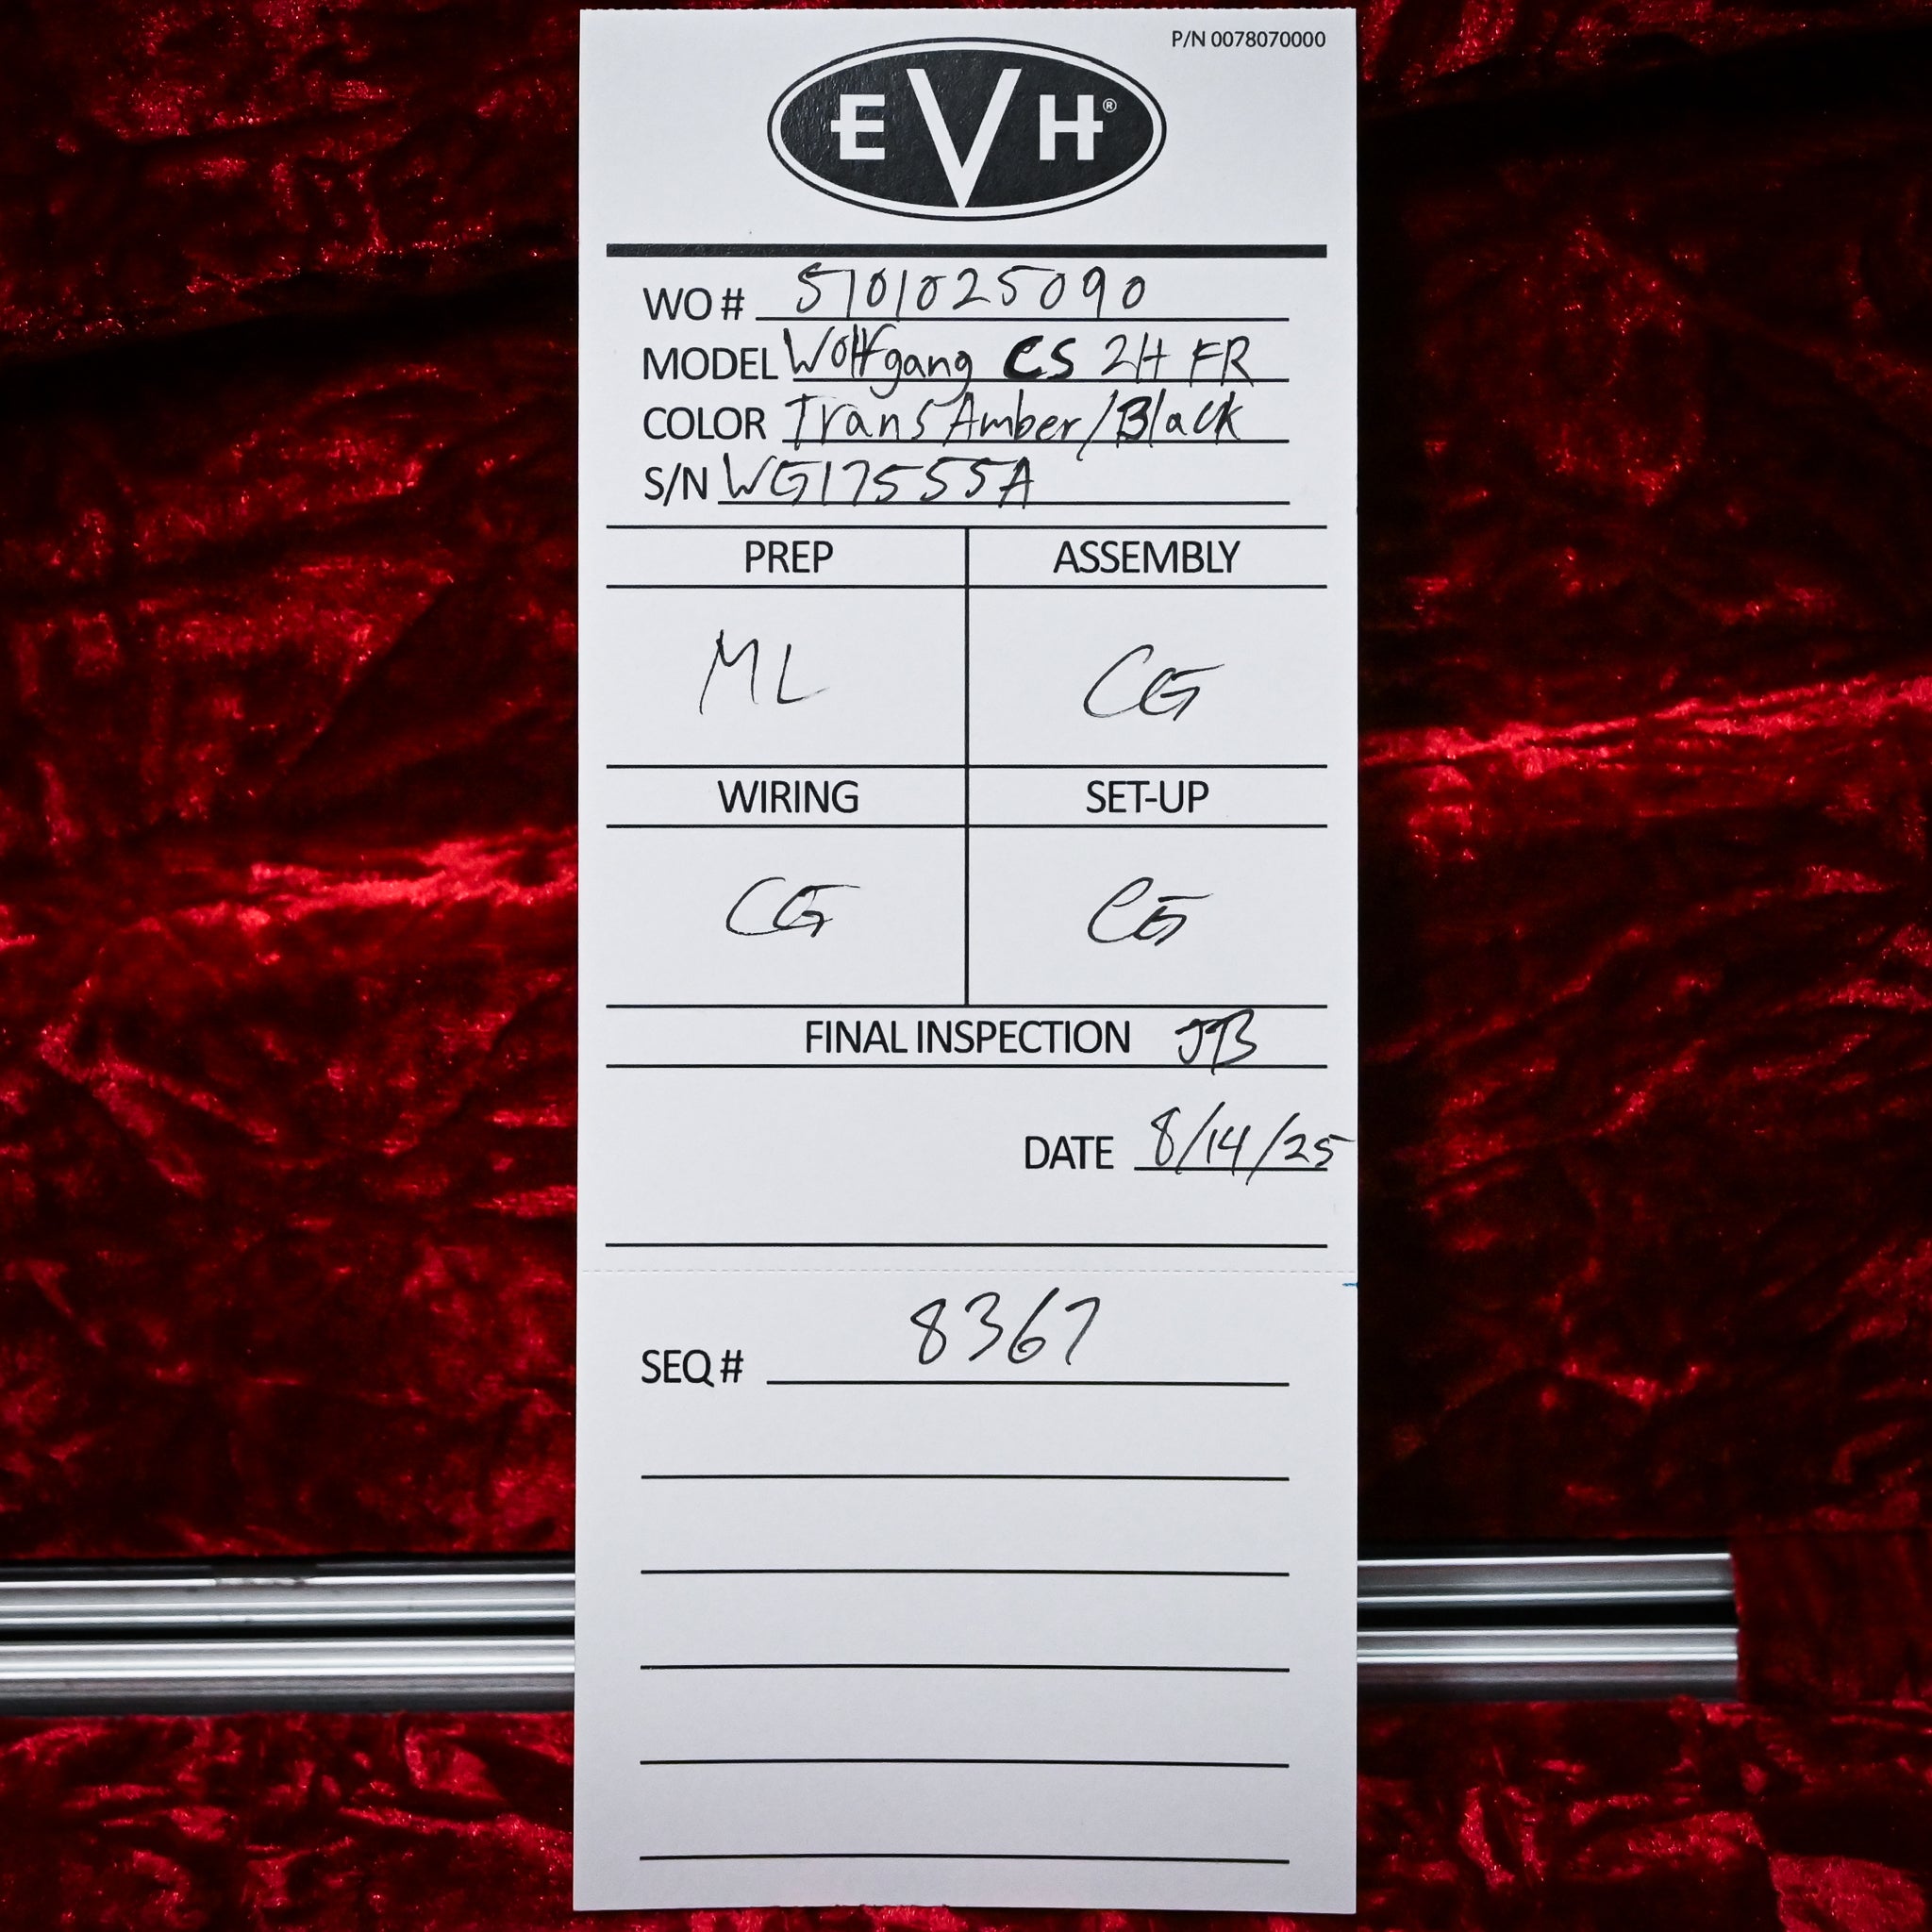 P/N 0078070000
EVH®
WO # 5101025090
MODEL Wolfgang CS 2H FR
COLOR Trans Amber/Black
S/N WG17555A
PREP ASSEMBLY
ML CG
WIRING SET-UP
CG CG
FINAL INSPECTION JB
DATE 8/14/25
SEQ # 8367